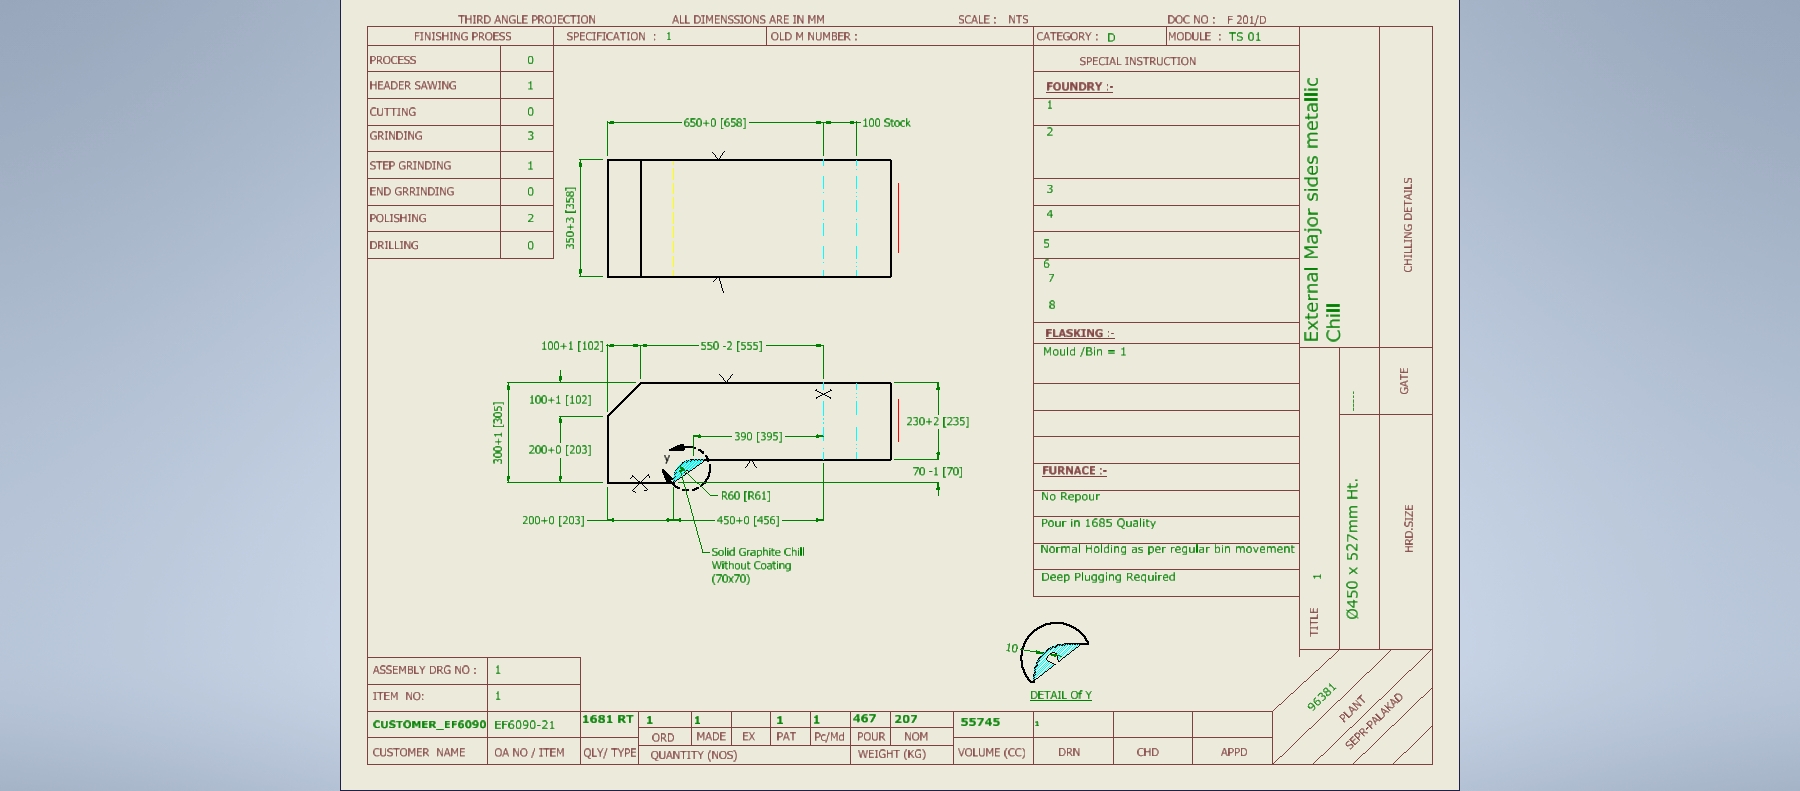 THIRD ANGLE PROJECTION ALL DIMENSSIONS ARE IN MM SCALE : NTS DOC NO : F 201/D
FINISHING PROESS SPECIFICATION : 1 OLD M NUMBER : CATEGORY : D MODULE : TS 01
PROCESS 0
HEADER SAWING 1
CUTTING 0
GRINDING 3
STEP GRINDING 1
END GRRINDING 0
POLISHING 2
DRILLING 0
650+0 [658] 100 Stock
350+3 [358]
100+1 [102] 550 -2 [555]
100+1 [102]
300+1 [305]
200+0 [203]
230+2 [235]
390 [395]
y
70 -1 [70]
R60 [R61]
200+0 [203] 450+0 [456]
Solid Graphite Chill
Without Coating
(70x70)
SPECIAL INSTRUCTION
FOUNDRY :-
1
2
3
4
5
6
7
8
FLASKING :-
Mould /Bin = 1
FURNACE :-
No Repour
Pour in 1685 Quality
Normal Holding as per regular bin movement
Deep Plugging Required
External Major sides metallic
Chill
CHILLING DETAILS
GATE
-----
TITLE 1
Ø450 x 527mm Ht.
HRD.SIZE
10
DETAIL Of Y
96381
PLANT
SEPR-PALAKAD
ASSEMBLY DRG NO : 1
ITEM NO: 1
CUSTOMER_EF6090 EF6090-21 1681 RT 1 1 1 1 467 207 55745 1
ORD MADE EX PAT Pc/Md POUR NOM
CUSTOMER NAME OA NO / ITEM QLY/ TYPE QUANTITY (NOS) WEIGHT (KG) VOLUME (CC) DRN CHD APPD